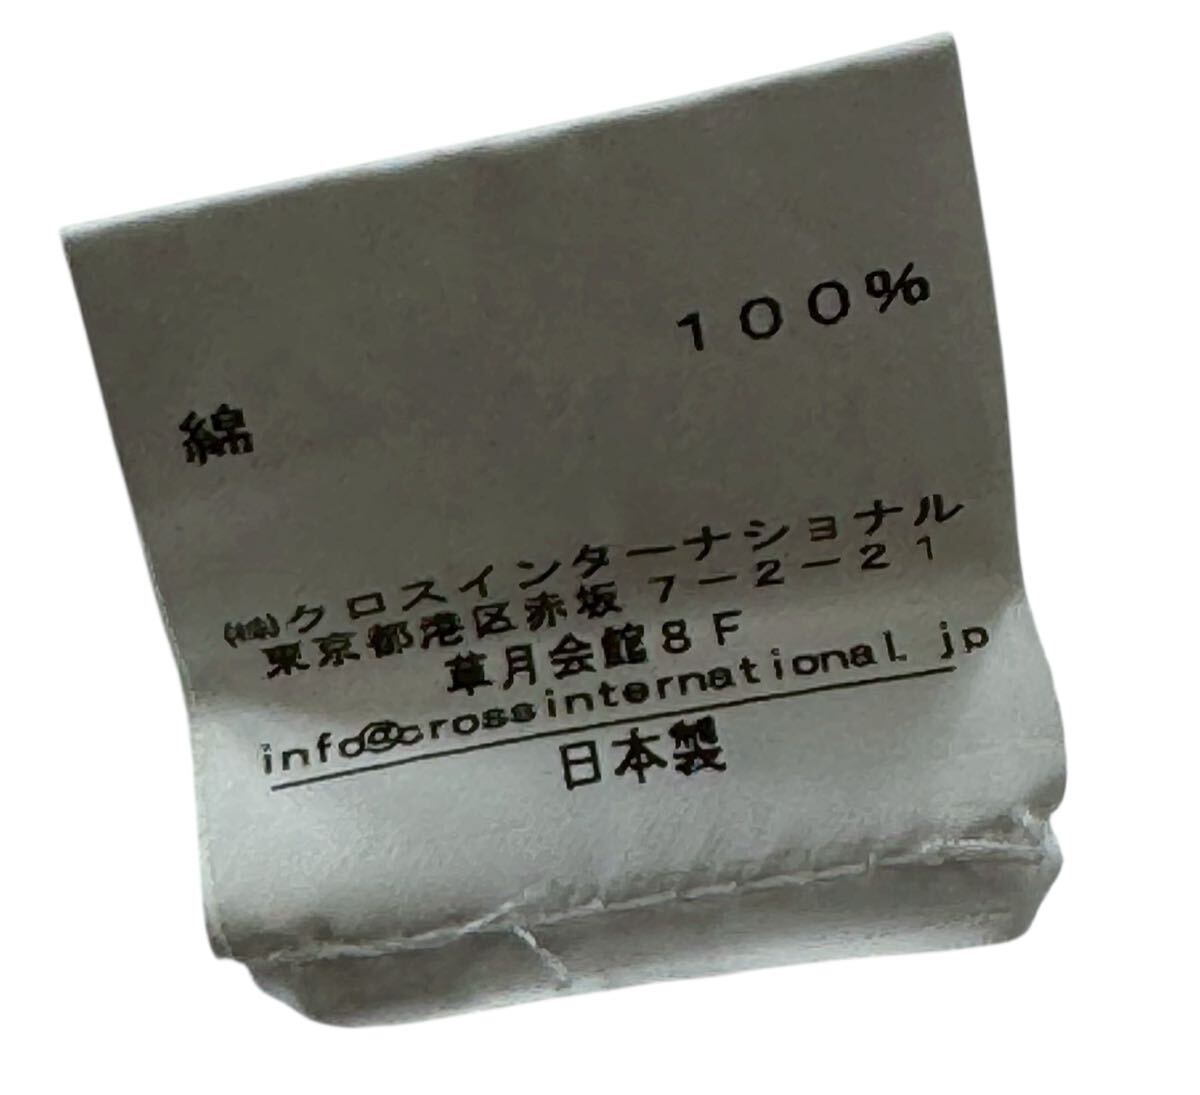 綿 100%
㈱クロスインターナショナル
東京都港区赤坂 7-2-21
草月会館8F
info@crossinternational.jp
日本製